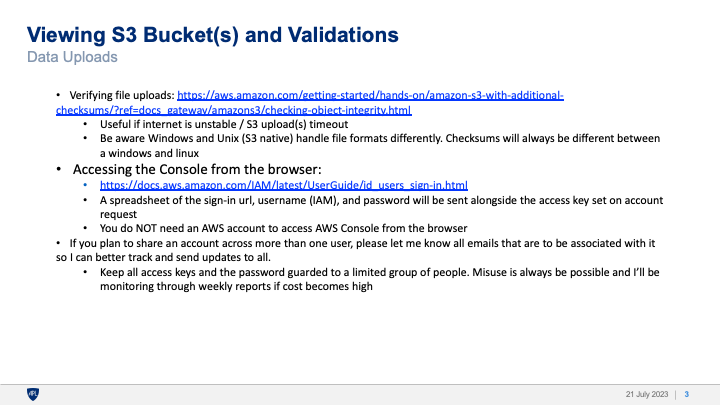 Viewing S3 Bucket(s) and Validations
Data Uploads
• Verifying file uploads: https://aws.amazon.com/getting-started/hands-on/amazon-s3-with-additional-
checksums/?ref=docs_gateway/amazons3/checking-object-integrity.html
• Useful if internet is unstable / S3 upload(s) timeout
• Be aware Windows and Unix (S3 native) handle file formats differently. Checksums will always be different between
a windows and linux
• Accessing the Console from the browser:
• https://docs.aws.amazon.com/IAM/latest/UserGuide/id_users_sign-in.html
• A spreadsheet of the sign-in url, username (IAM), and password will be sent alongside the access key set on account
request
• You do NOT need an AWS account to access AWS Console from the browser
• If you plan to share an account across more than one user, please let me know all emails that are to be associated with it
so I can better track and send updates to all.
• Keep all access keys and the password guarded to a limited group of people. Misuse is always be possible and I'll be
monitoring through weekly reports if cost becomes high
APL
21 July 2023
3